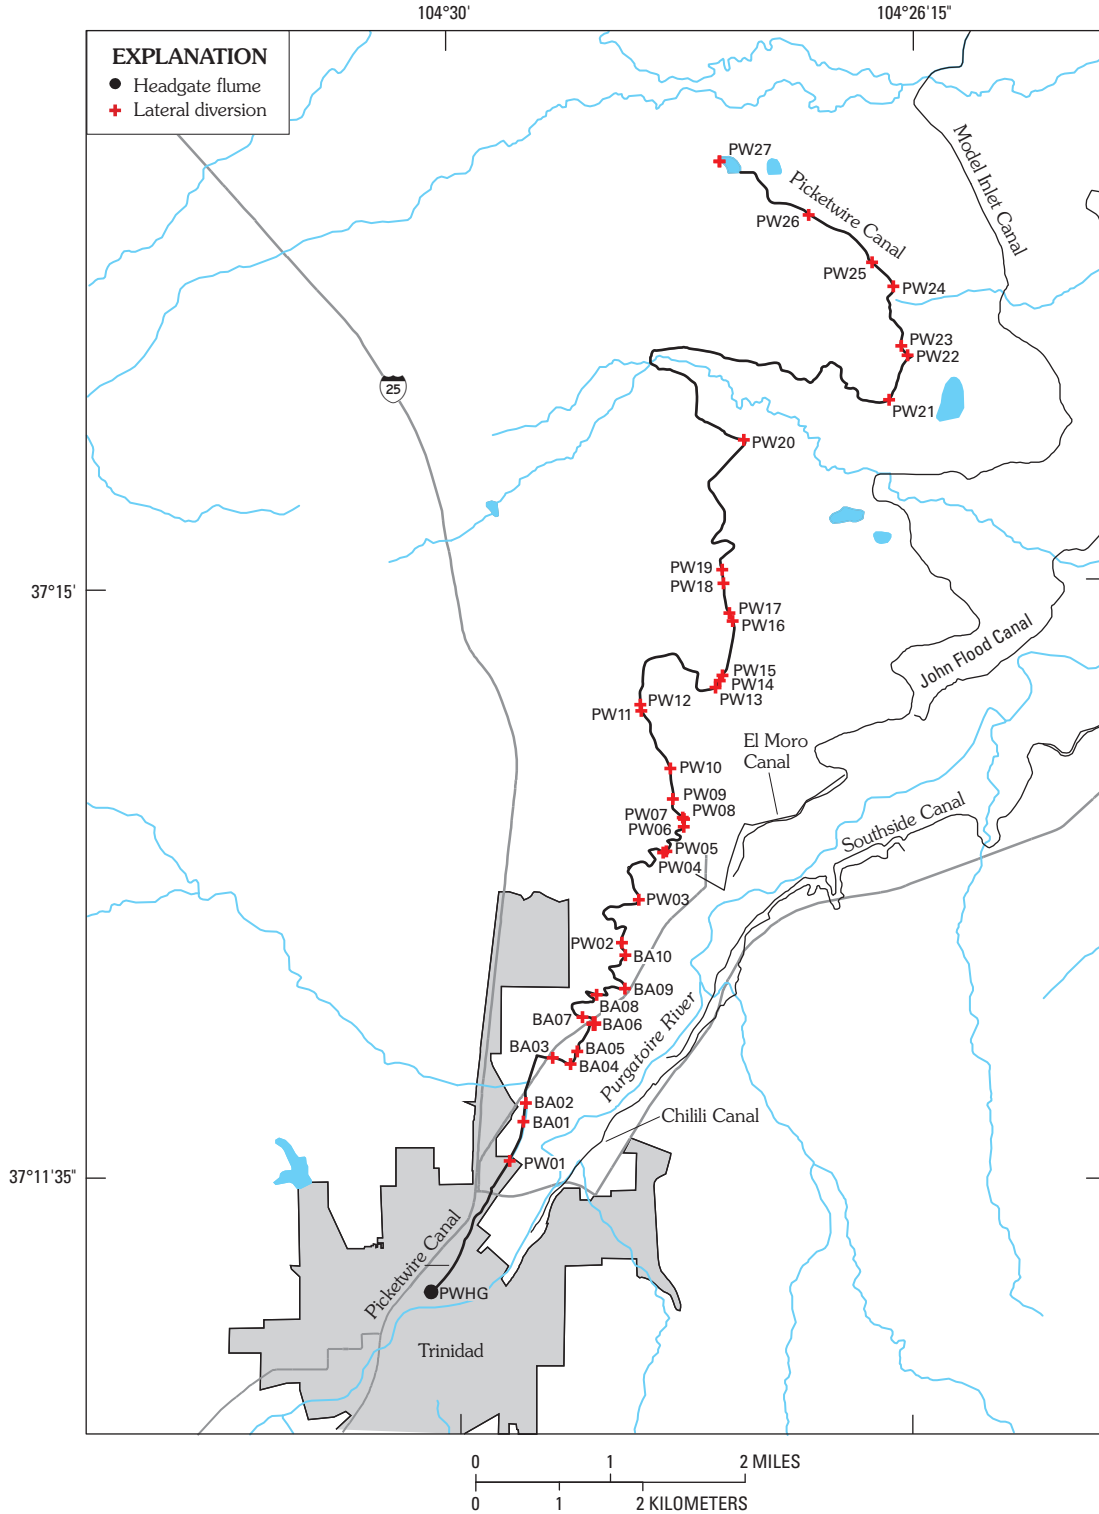 104°30'
104°26'15"
EXPLANATION
Headgate flume
Lateral diversion
PW27
Model Inlet Canal
Picketwire Canal
PW26
PW25
PW24
PW23
PW22
25
PW21
PW20
PW19
PW18
37°15'
PW17
PW16
John Flood Canal
PW15
PW14
PW13
PW12
PW11
El Moro
Canal
PW10
PW09
PW08
PW07
PW06
Southside Canal
PW05
PW04
PW03
PW02
BA10
BA09
BA08
BA07
BA06
Purgatoire River
BA03
BA05
BA04
BA02
Chilili Canal
BA01
PW01
37°11'35"
Picketwire Canal
PWHG
Trinidad
0 1 2 MILES
0 1 2 KILOMETERS